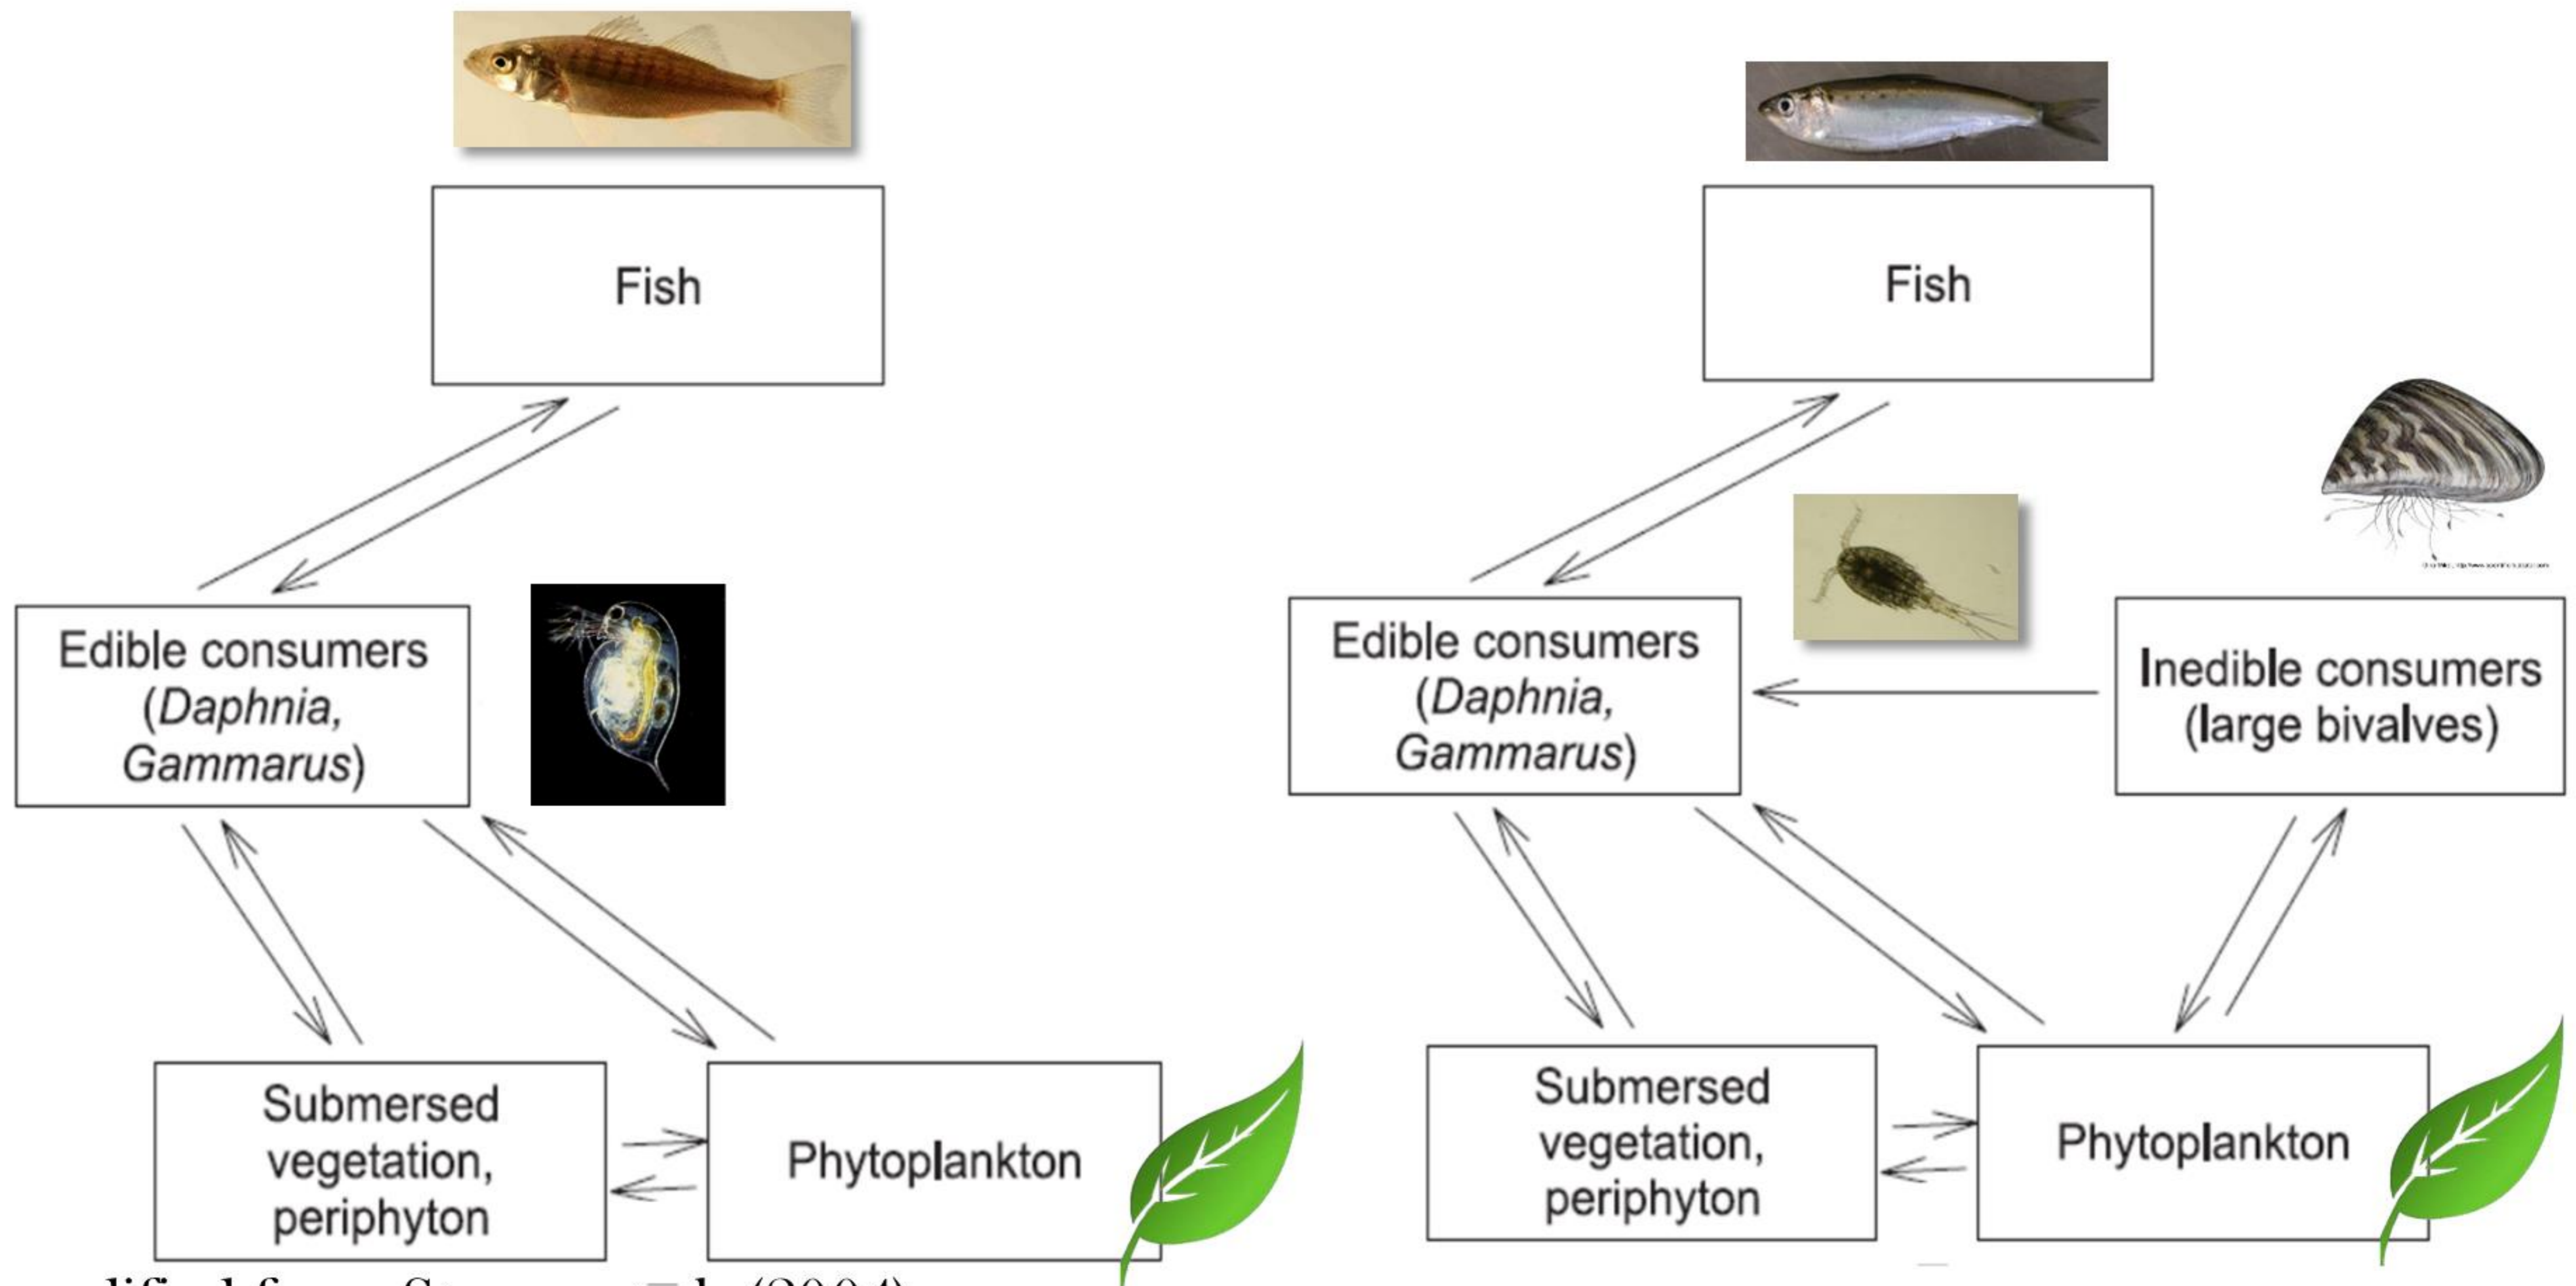 Fish
Edible consumers
(Daphnia,
Gammarus)
Submersed
vegetation,
periphyton
Phytoplankton
Fish
Edible consumers
(Daphnia,
Gammarus)
Inedible consumers
(large bivalves)
Submersed
vegetation,
periphyton
Phytoplankton